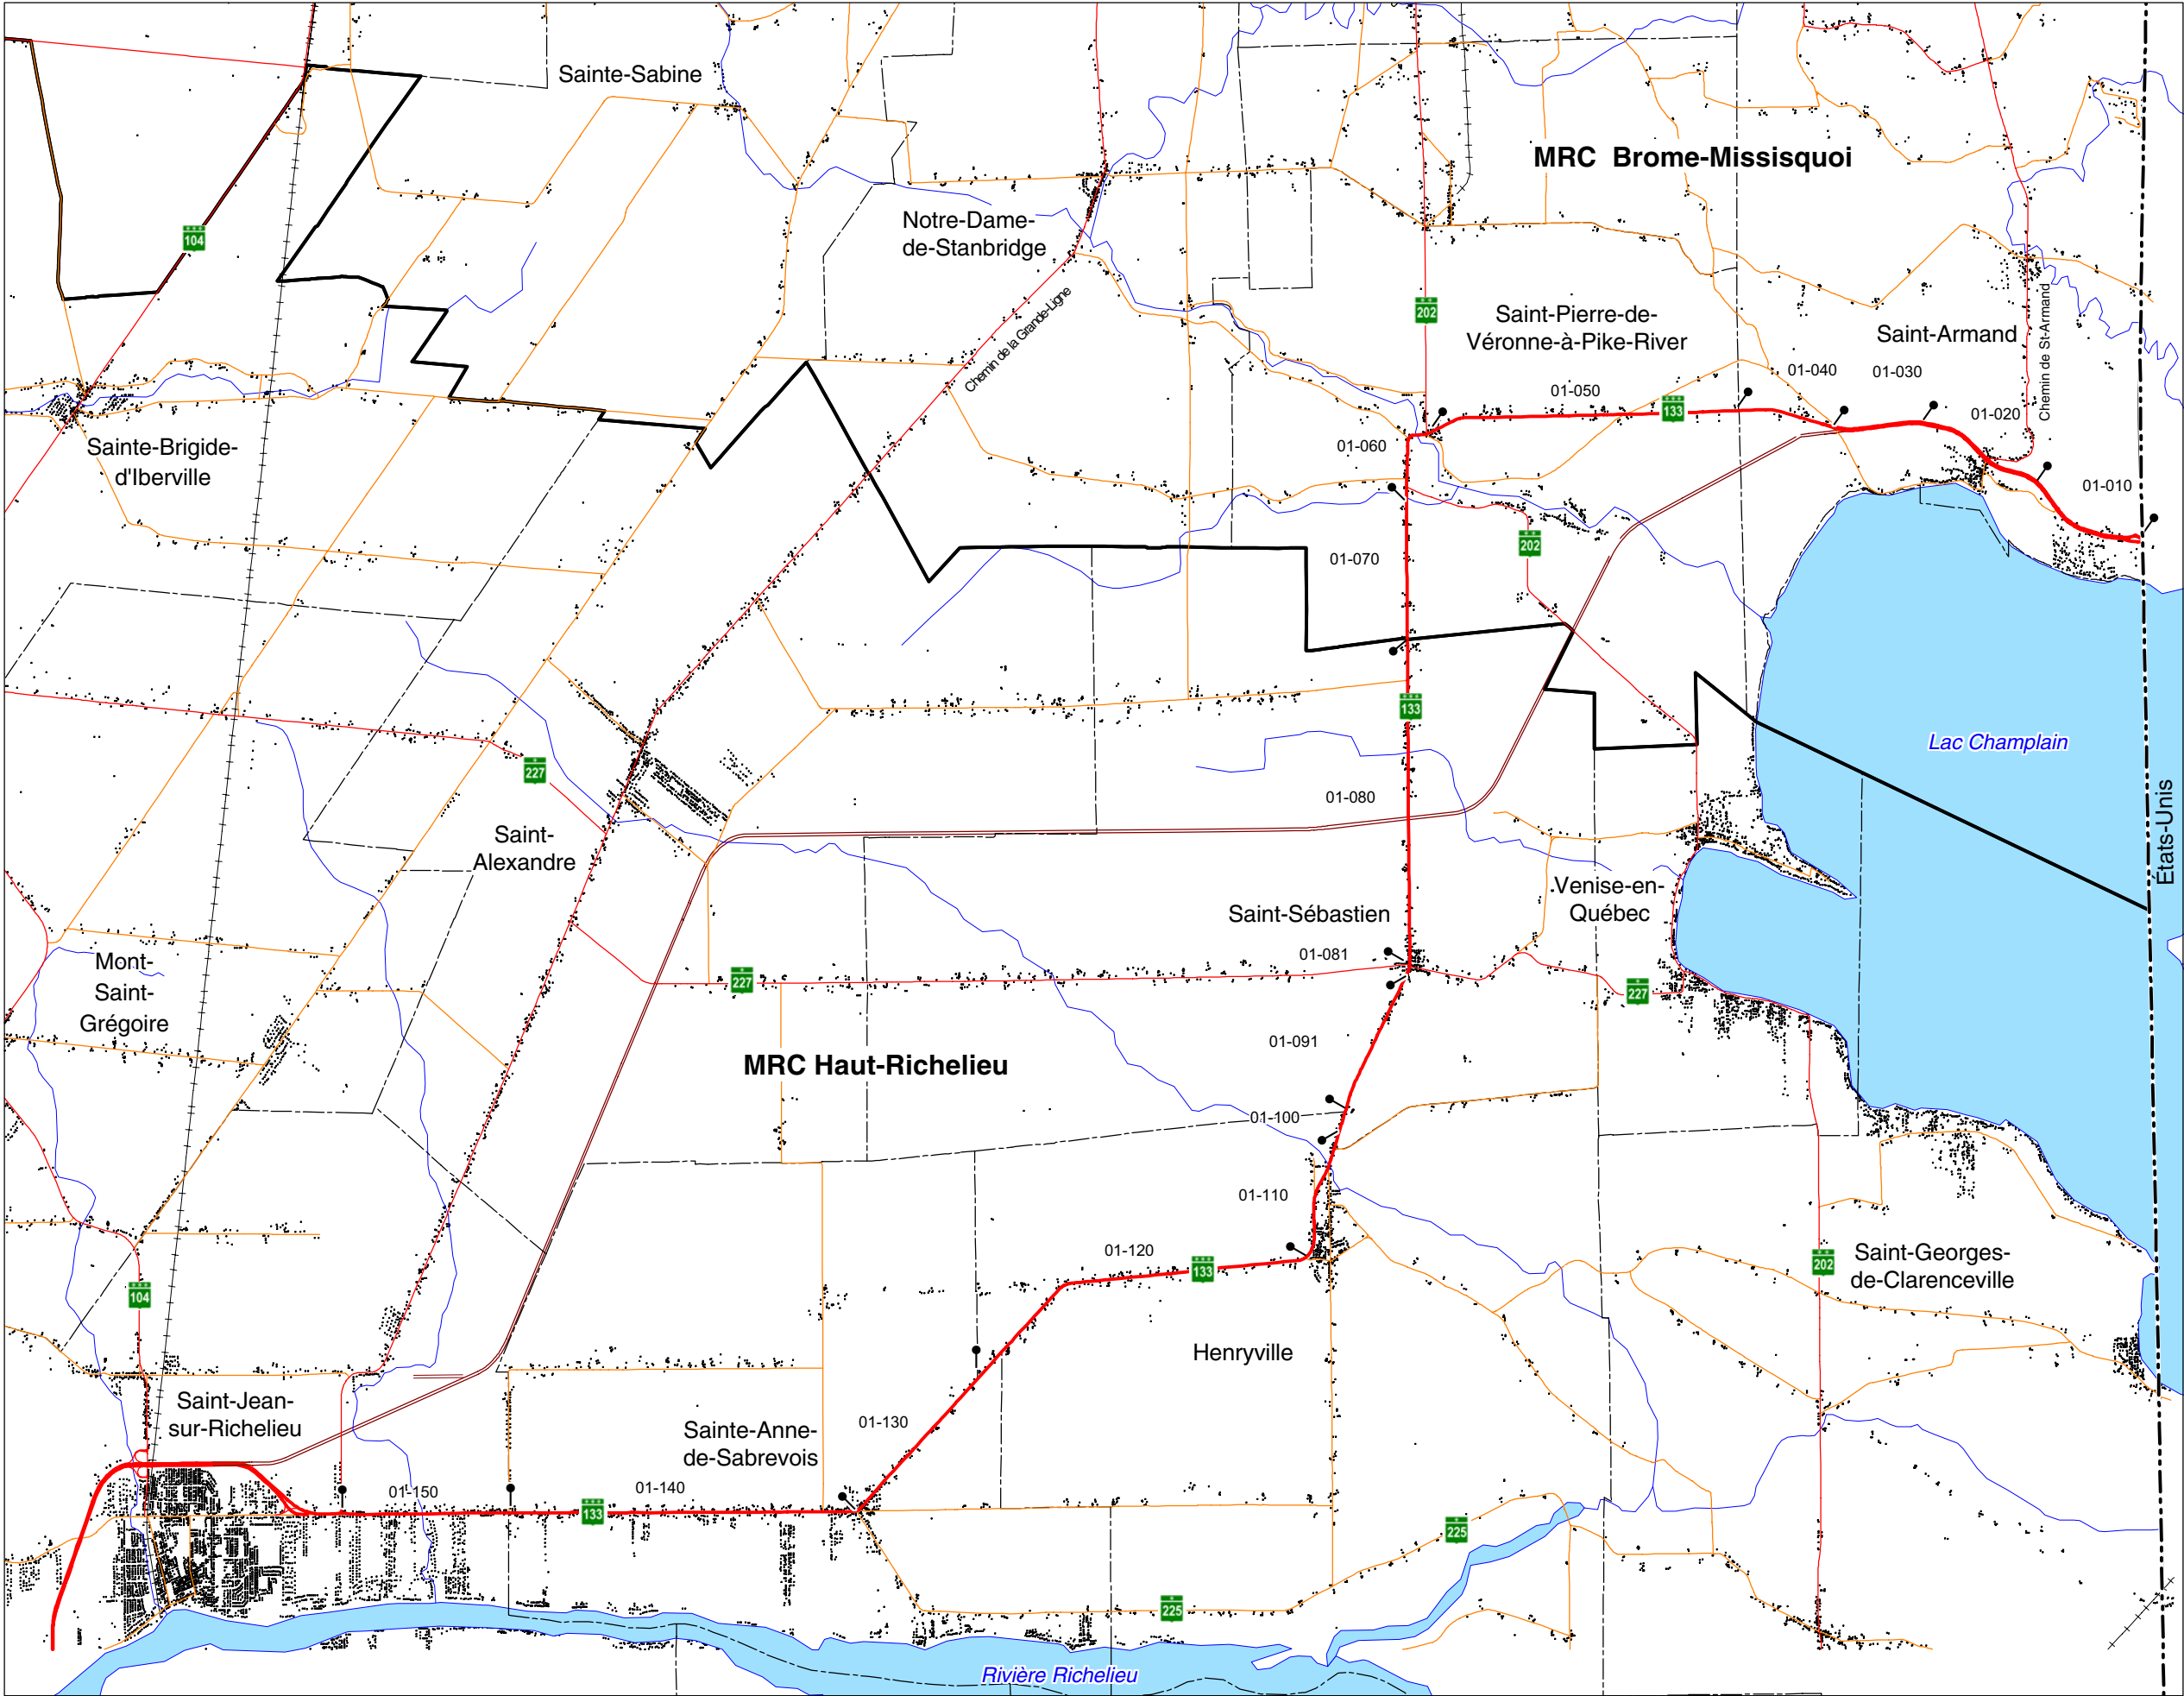 Sainte-Sabine
MRC Brome-Missisquoi
104
Notre-Dame-
de-Stanbridge
Chemin de la Grande-Ligne
202
Saint-Pierre-de-
Véronne-à-Pike-River
Saint-Armand
Chemin de St-Armand
01-050
01-040
01-030
01-020
01-010
133
01-060
Sainte-Brigide-
d'Iberville
202
01-070
133
Lac Champlain
États-Unis
227
01-080
Saint-
Alexandre
Venise-en-
Québec
Saint-Sébastien
01-081
227
227
Mont-
Saint-
Grégoire
MRC Haut-Richelieu
01-091
01-100
01-110
01-120
133
202
Saint-Georges-
de-Clarenceville
104
Henryville
Saint-Jean-
sur-Richelieu
Sainte-Anne-
de-Sabrevois
01-130
01-150
01-140
133
225
225
Rivière Richelieu